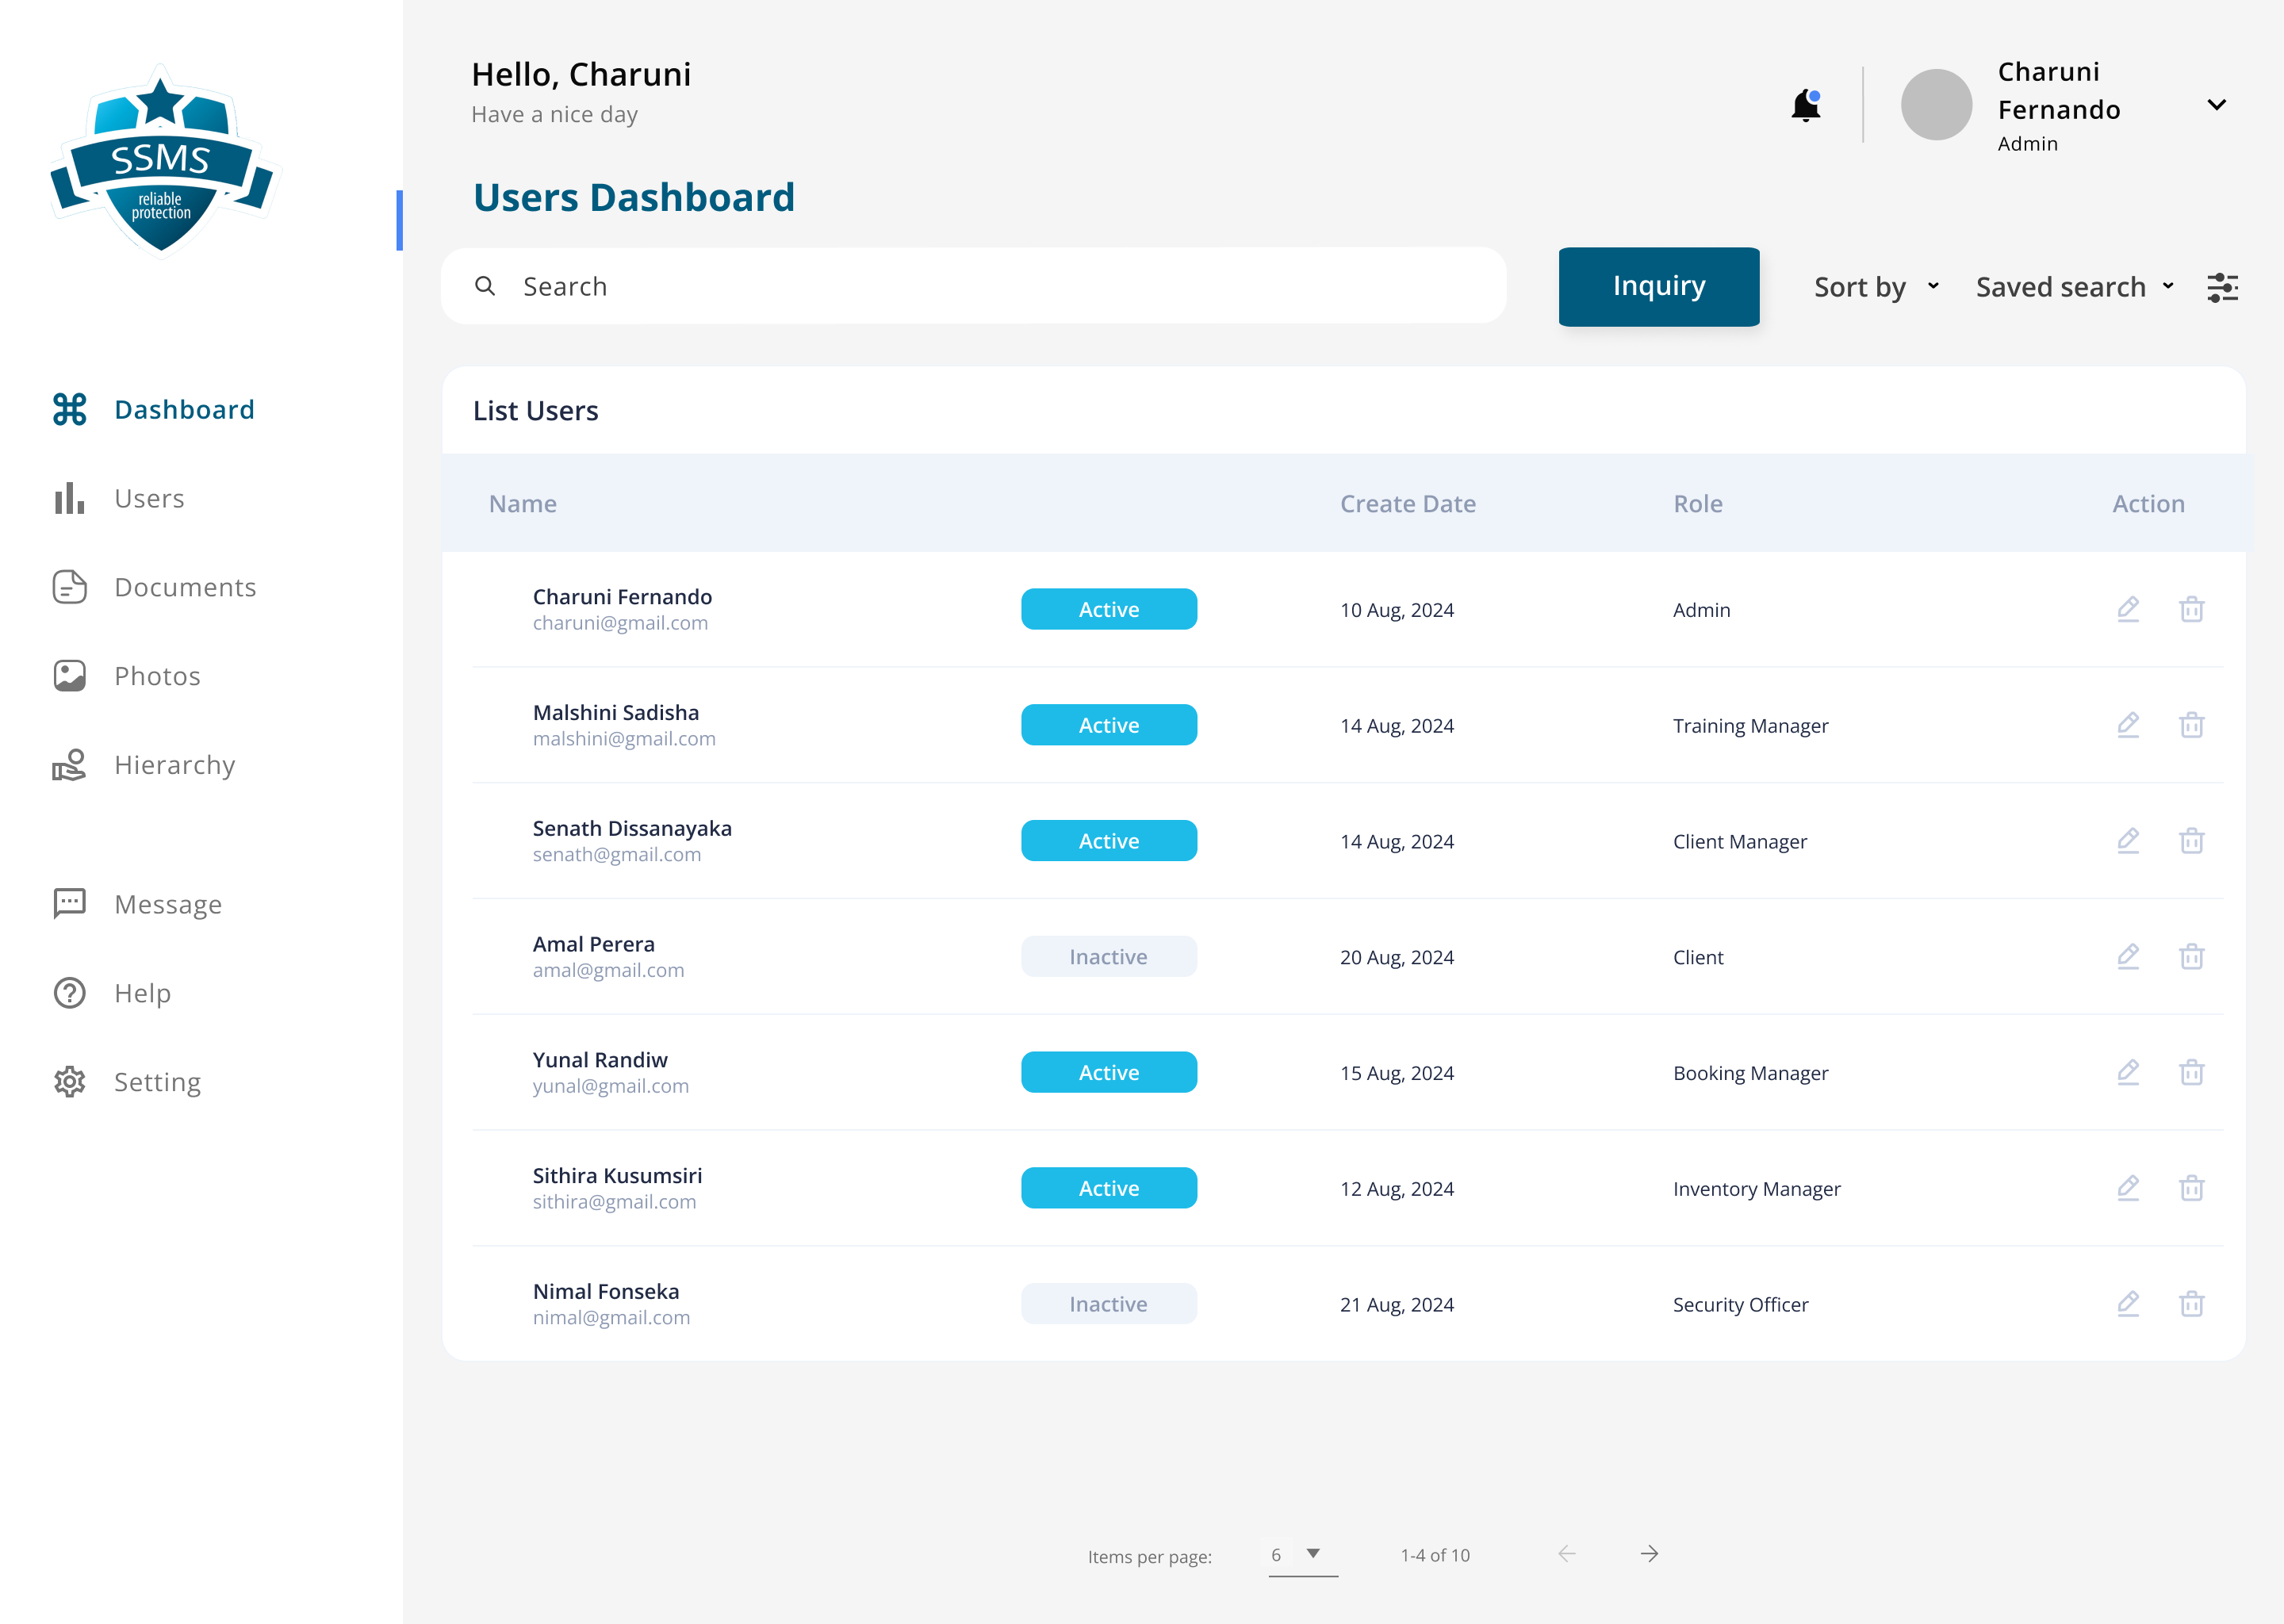 SSMS
reliable
protection
Dashboard
Users
Documents
Photos
Hierarchy
Message
Help
Setting
Hello, Charuni
Have a nice day
Charuni
Fernando
Admin
Users Dashboard
Search
Inquiry
Sort by
Saved search
List Users
Name Create Date Role Action
Charuni Fernando
charuni@gmail.com
Active 10 Aug, 2024 Admin
Malshini Sadisha
malshini@gmail.com
Active 14 Aug, 2024 Training Manager
Senath Dissanayaka
senath@gmail.com
Active 14 Aug, 2024 Client Manager
Amal Perera
amal@gmail.com
Inactive 20 Aug, 2024 Client
Yunal Randiw
yunal@gmail.com
Active 15 Aug, 2024 Booking Manager
Sithira Kusumsiri
sithira@gmail.com
Active 12 Aug, 2024 Inventory Manager
Nimal Fonseka
nimal@gmail.com
Inactive 21 Aug, 2024 Security Officer
Items per page: 6 1-4 of 10